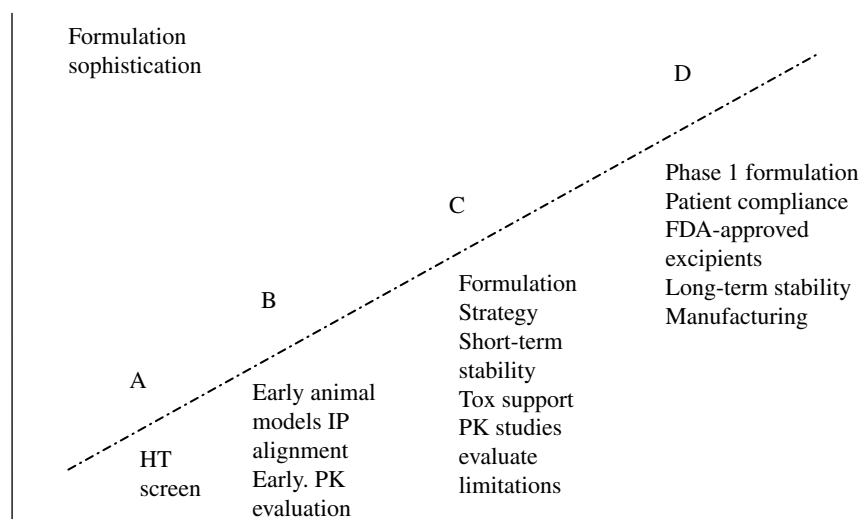 Formulation
sophistication
D
Phase 1 formulation
Patient compliance
FDA-approved
excipients
Long-term stability
Manufacturing
C
Formulation
Strategy
Short-term
stability
Tox support
PK studies
evaluate
limitations
B
Early animal
models IP
alignment
Early. PK
evaluation
A
HT
screen